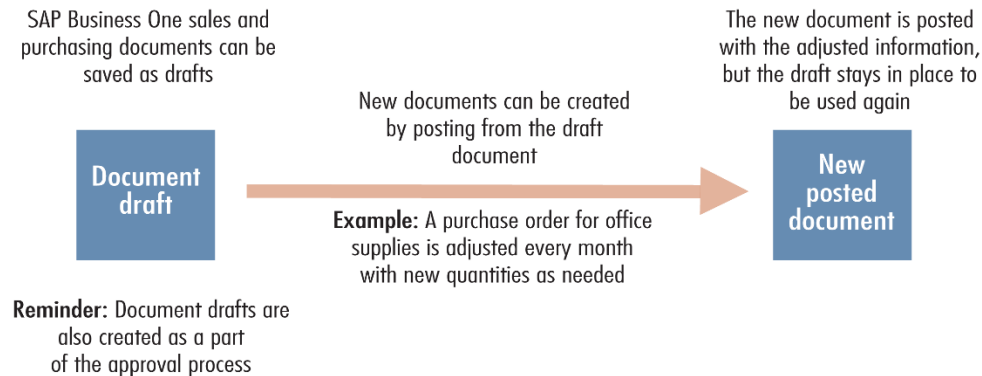 SAP Business One sales and
purchasing documents can be
saved as drafts
Document
draft
Reminder: Document drafts are
also created as a part
of the approval process
New documents can be created
by posting from the draft
document
Example: A purchase order for office
supplies is adjusted every month
with new quantities as needed
The new document is posted
with the adjusted information,
but the draft stays in place to
be used again
New
posted
document